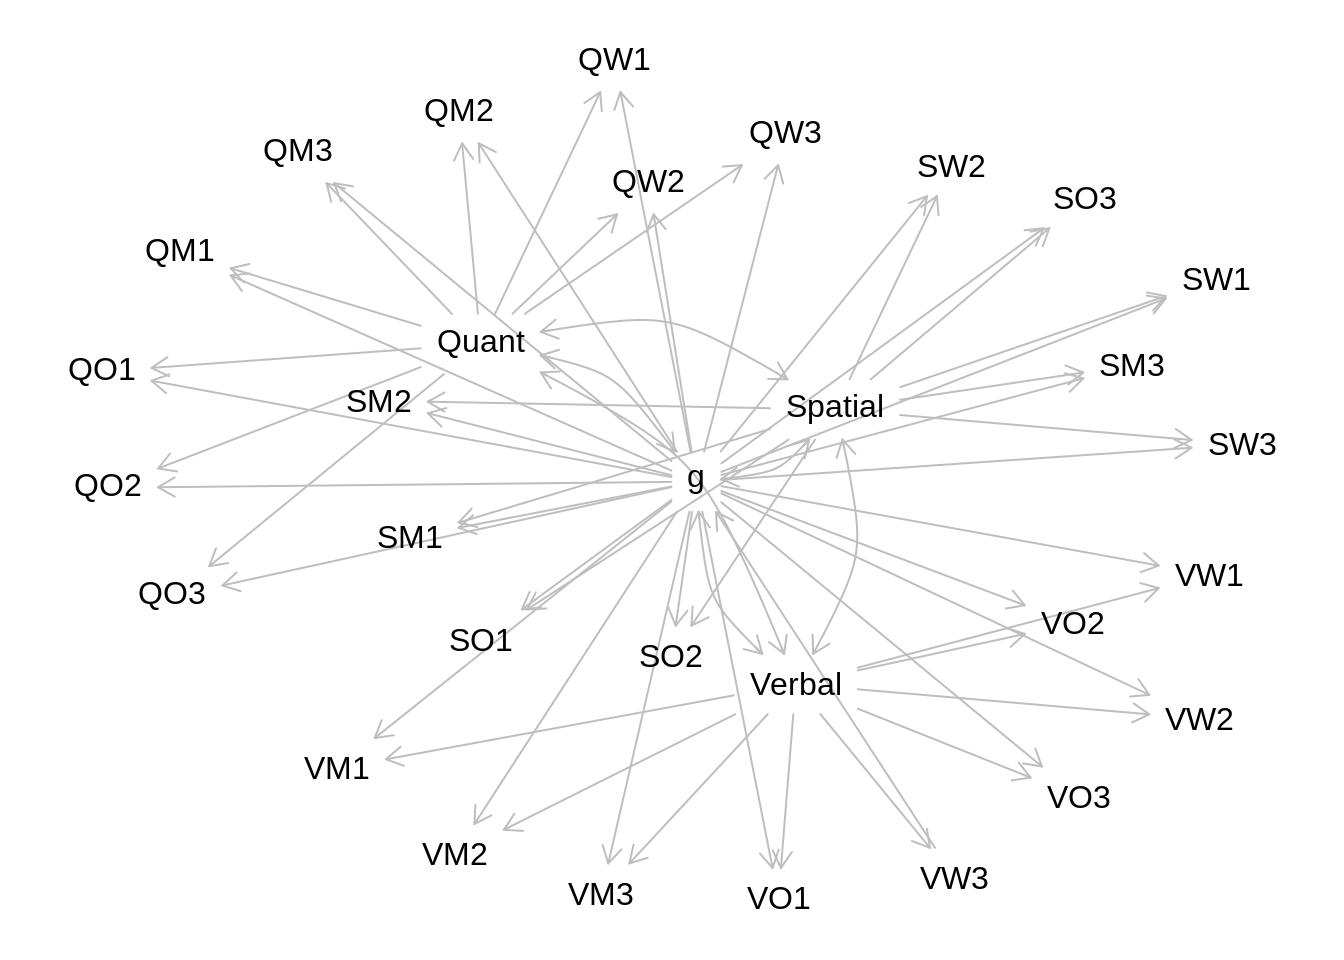 QW1
QM2
QW3
QM3
SW2
QW2
SO3
QM1
SW1
Quant
SM3
QO1
SM2
Spatial
SW3
g
QO2
SM1
VW1
QO3
VO2
SO1
SO2
Verbal
VW2
VM1
VO3
VM2
VW3
VM3
VO1